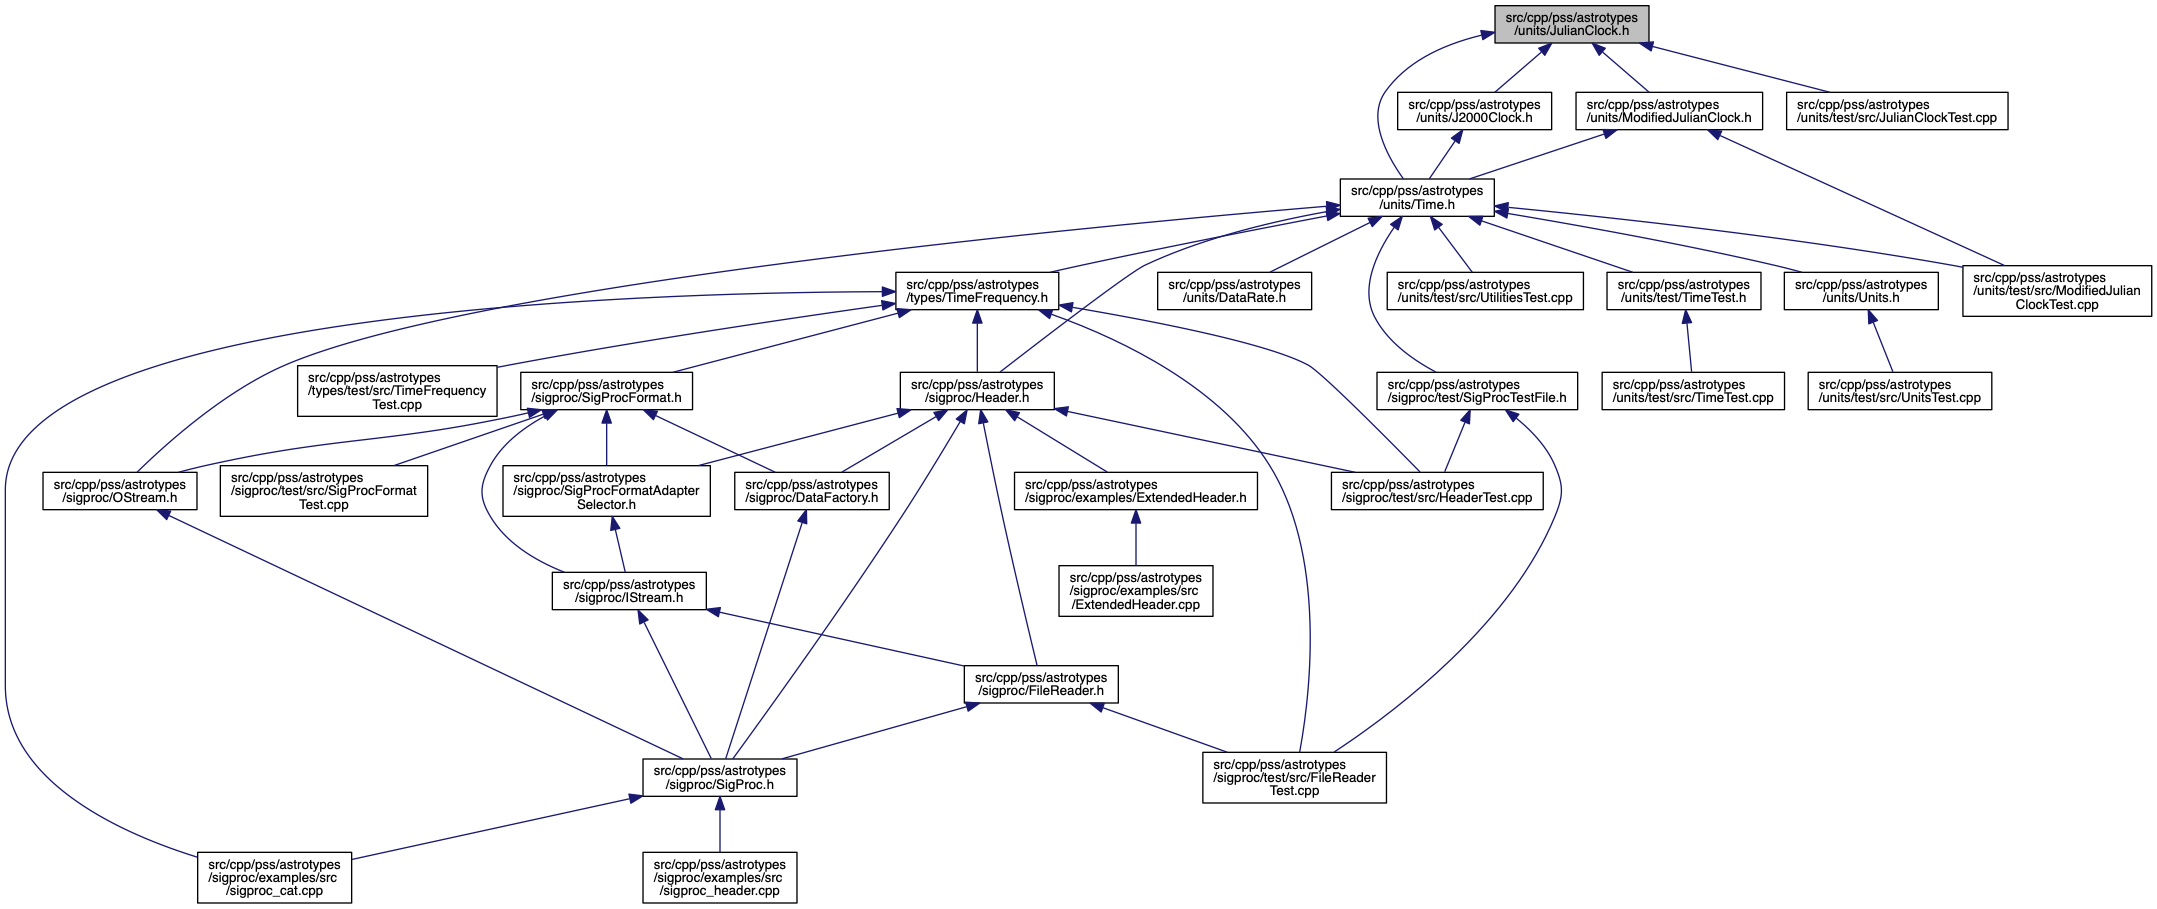 src/cpp/pss/astrotypes
/units/JulianClock.h
src/cpp/pss/astrotypes
/units/J2000Clock.h
src/cpp/pss/astrotypes
/units/ModifiedJulianClock.h
src/cpp/pss/astrotypes
/units/test/src/JulianClockTest.cpp
src/cpp/pss/astrotypes
/units/Time.h
src/cpp/pss/astrotypes
/types/TimeFrequency.h
src/cpp/pss/astrotypes
/units/DataRate.h
src/cpp/pss/astrotypes
/units/test/src/UtilitiesTest.cpp
src/cpp/pss/astrotypes
/units/test/TimeTest.h
src/cpp/pss/astrotypes
/units/Units.h
src/cpp/pss/astrotypes
/units/test/src/ModifiedJulian
ClockTest.cpp
src/cpp/pss/astrotypes
/types/test/src/TimeFrequency
Test.cpp
src/cpp/pss/astrotypes
/sigproc/SigProcFormat.h
src/cpp/pss/astrotypes
/sigproc/Header.h
src/cpp/pss/astrotypes
/sigproc/test/SigProcTestFile.h
src/cpp/pss/astrotypes
/units/test/src/TimeTest.cpp
src/cpp/pss/astrotypes
/units/test/src/UnitsTest.cpp
src/cpp/pss/astrotypes
/sigproc/OStream.h
src/cpp/pss/astrotypes
/sigproc/test/src/SigProcFormat
Test.cpp
src/cpp/pss/astrotypes
/sigproc/SigProcFormatAdapter
Selector.h
src/cpp/pss/astrotypes
/sigproc/DataFactory.h
src/cpp/pss/astrotypes
/sigproc/examples/ExtendedHeader.h
src/cpp/pss/astrotypes
/sigproc/test/src/HeaderTest.cpp
src/cpp/pss/astrotypes
/sigproc/IStream.h
src/cpp/pss/astrotypes
/sigproc/examples/src
/ExtendedHeader.cpp
src/cpp/pss/astrotypes
/sigproc/FileReader.h
src/cpp/pss/astrotypes
/sigproc/SigProc.h
src/cpp/pss/astrotypes
/sigproc/test/src/FileReader
Test.cpp
src/cpp/pss/astrotypes
/sigproc/examples/src
/sigproc_cat.cpp
src/cpp/pss/astrotypes
/sigproc/examples/src
/sigproc_header.cpp